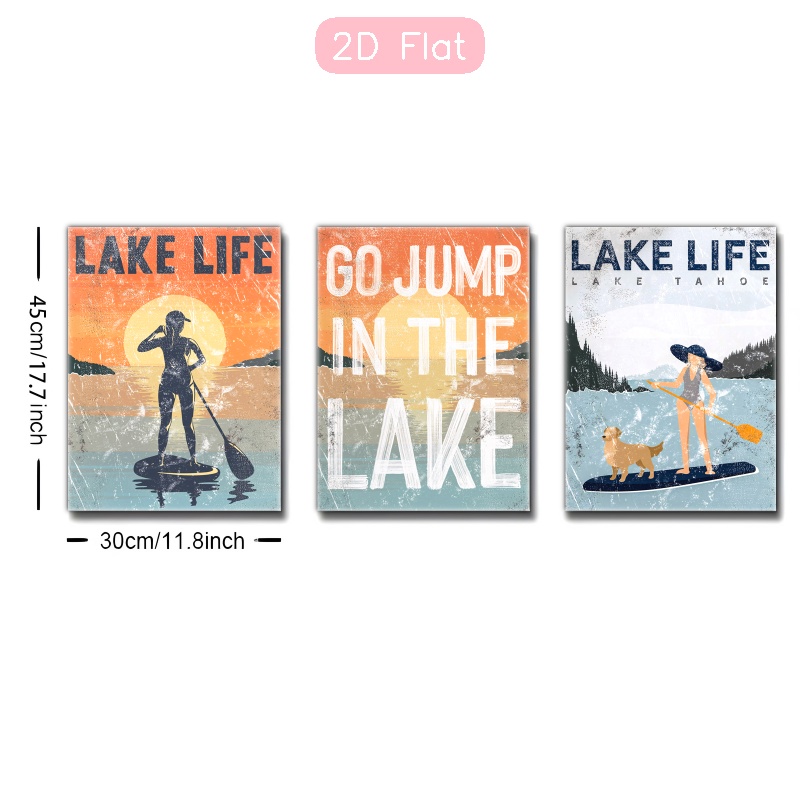 2D Flat
LAKE LIFE
GO JUMP
IN THE
LAKE
LAKE LIFE
LAKE TAHOE
45cm/17.7inch
30cm/11.8inch